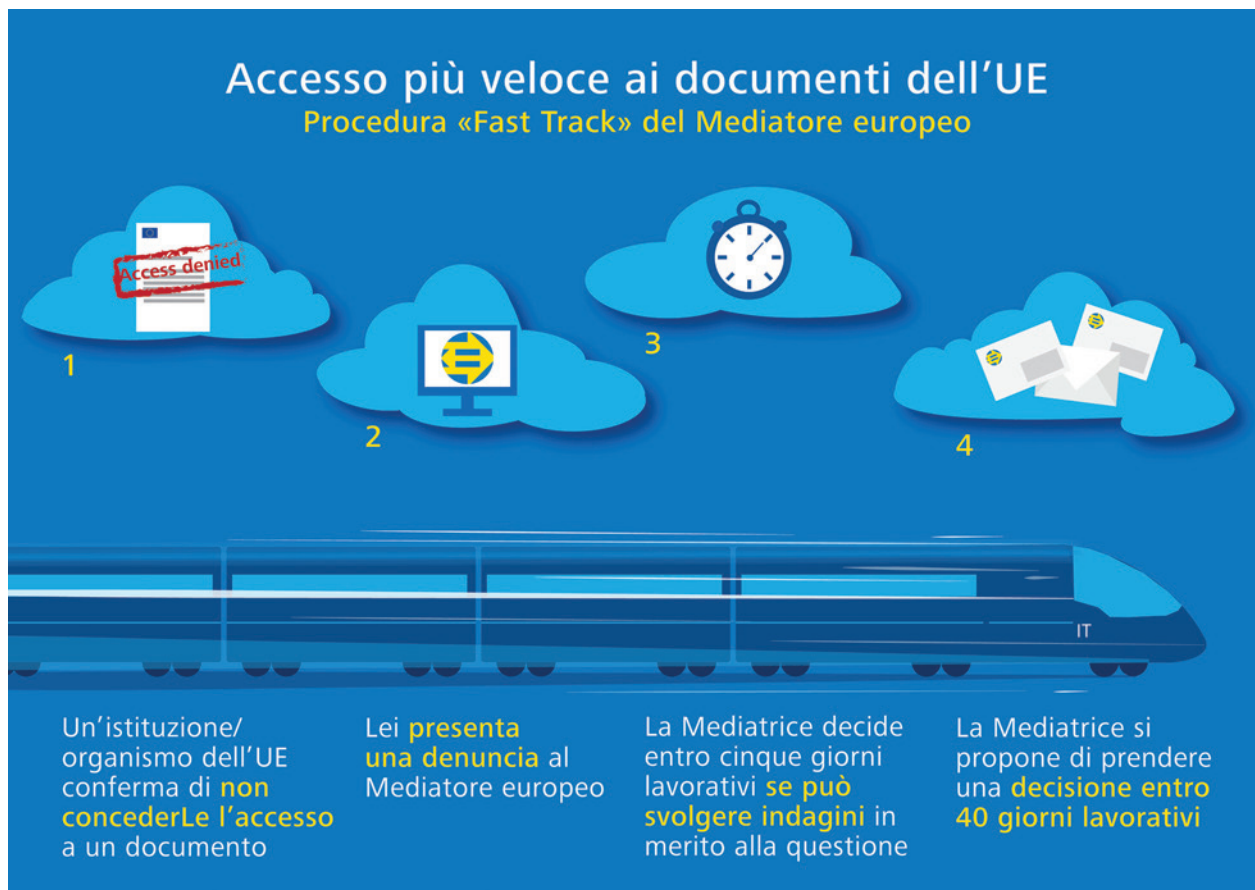 Accesso più veloce ai documenti dell'UE
Procedura «Fast Track» del Mediatore europeo
Access denied
1
2
3
4
IT
Un'istituzione/
organismo dell'UE
conferma di non
concederLe l'accesso
a un documento
Lei presenta
una denuncia al
Mediatore europeo
La Mediatrice decide
entro cinque giorni
lavorativi se può
svolgere indagini in
merito alla questione
La Mediatrice si
propone di prendere
una decisione entro
40 giorni lavorativi